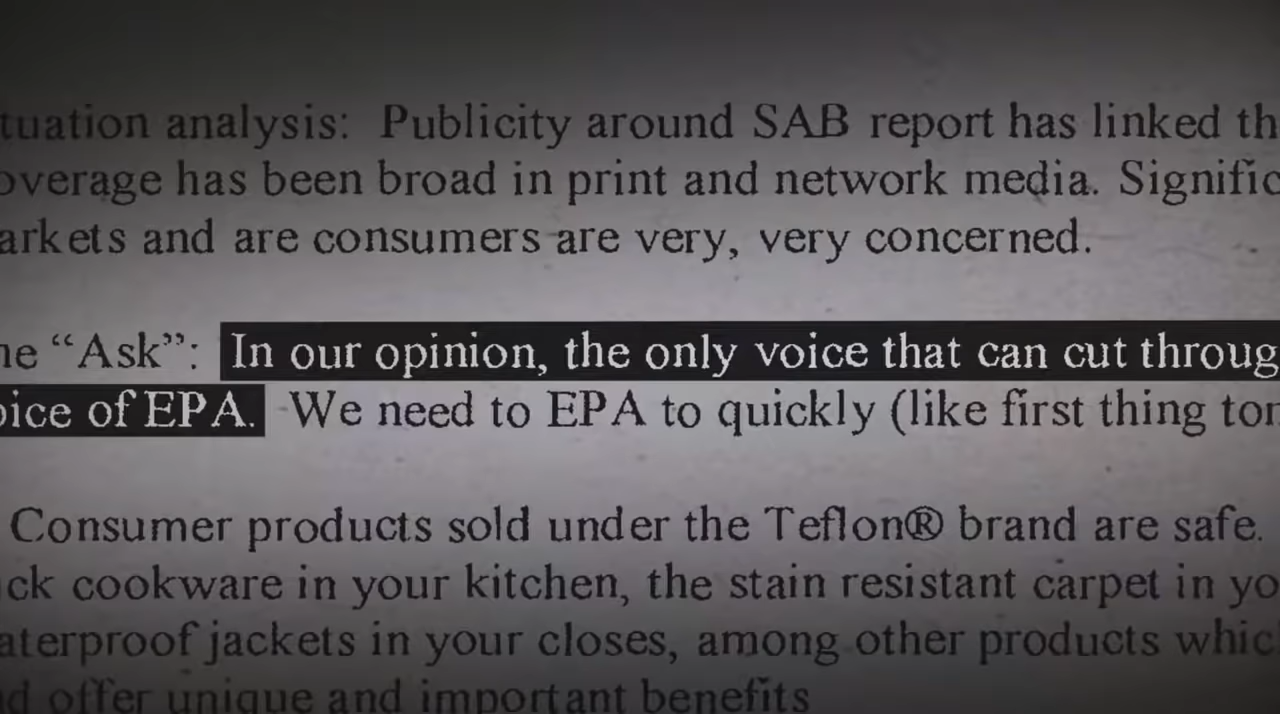 tuation analysis: Publicity around SAB report has linked th
overage has been broad in print and network media. Signific
arkets and are consumers are very, very concerned.
he “Ask”: In our opinion, the only voice that can cut throug
oice of EPA. We need to EPA to quickly (like first thing tom
Consumer products sold under the Teflon® brand are safe.
ck cookware in your kitchen, the stain resistant carpet in yo
aterproof jackets in your closes, among other products whic
nd offer unique and important benefits